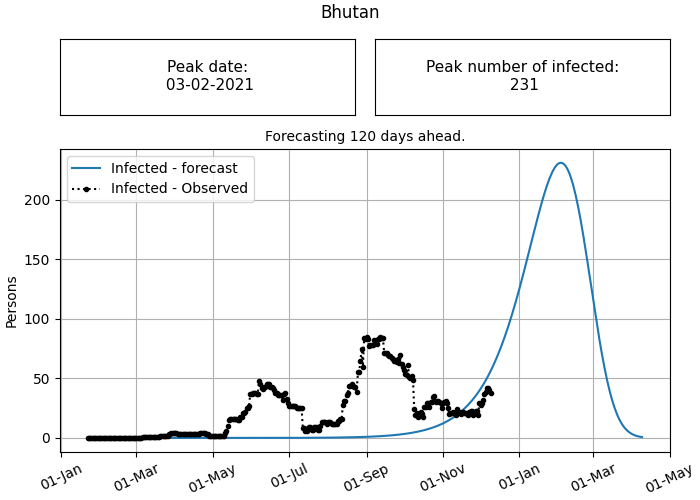 Bhutan
Peak date:
03-02-2021
Peak number of infected:
231
Forecasting 120 days ahead.
Infected - forecast
Infected - Observed
Persons
200
150
100
50
0
01-Jan
01-Mar
01-May
01-Jul
01-Sep
01-Nov
01-Jan
01-Mar
01-May